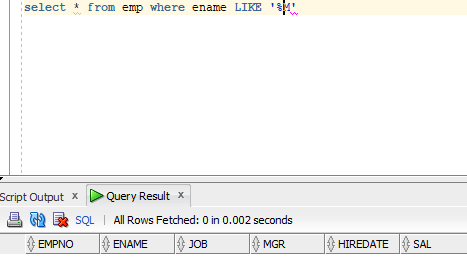 select * from emp where ename LIKE '%M'
Script Output x Query Result x
SQL | All Rows Fetched: 0 in 0.002 seconds
EMPNO ENAME JOB MGR HIREDATE SAL